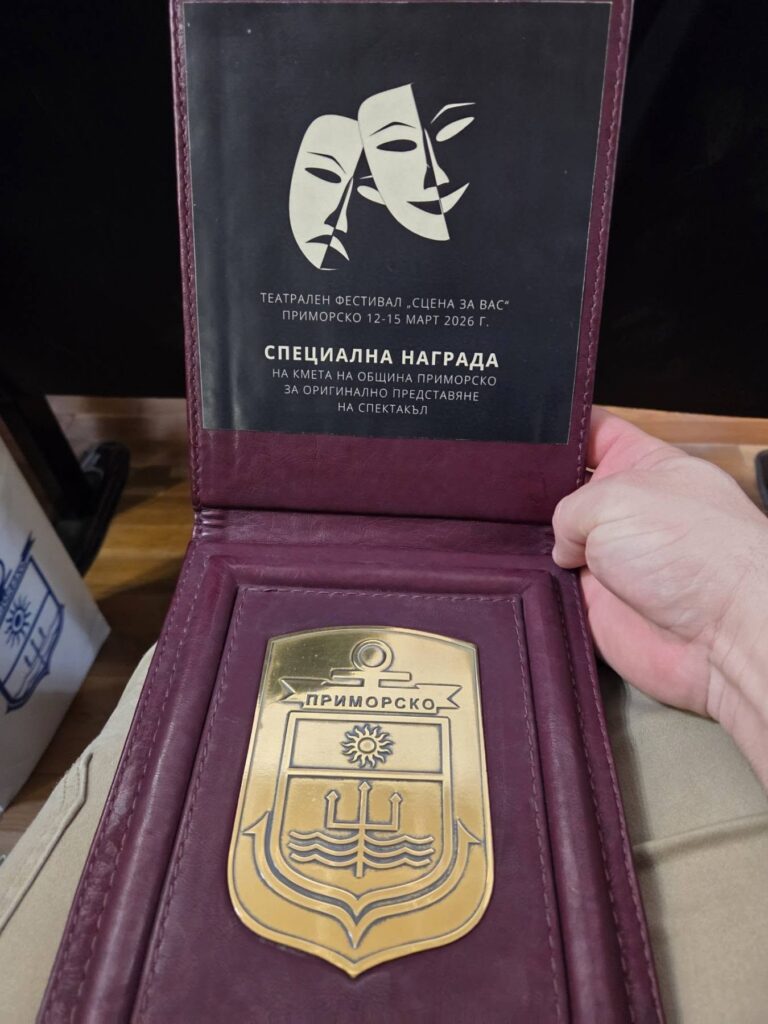 ТЕАТРАЛЕН ФЕСТИВАЛ „СЦЕНА ЗА ВАС“
ПРИМОРСКО 12-15 МАРТ 2026 Г.
СПЕЦИАЛНА НАГРАДА
НА КМЕТА НА ОБЩИНА ПРИМОРСКО
ЗА ОРИГИНАЛНО ПРЕДСТАВЯНЕ
НА СПЕКТАКЪЛ
ПРИМОРСКО